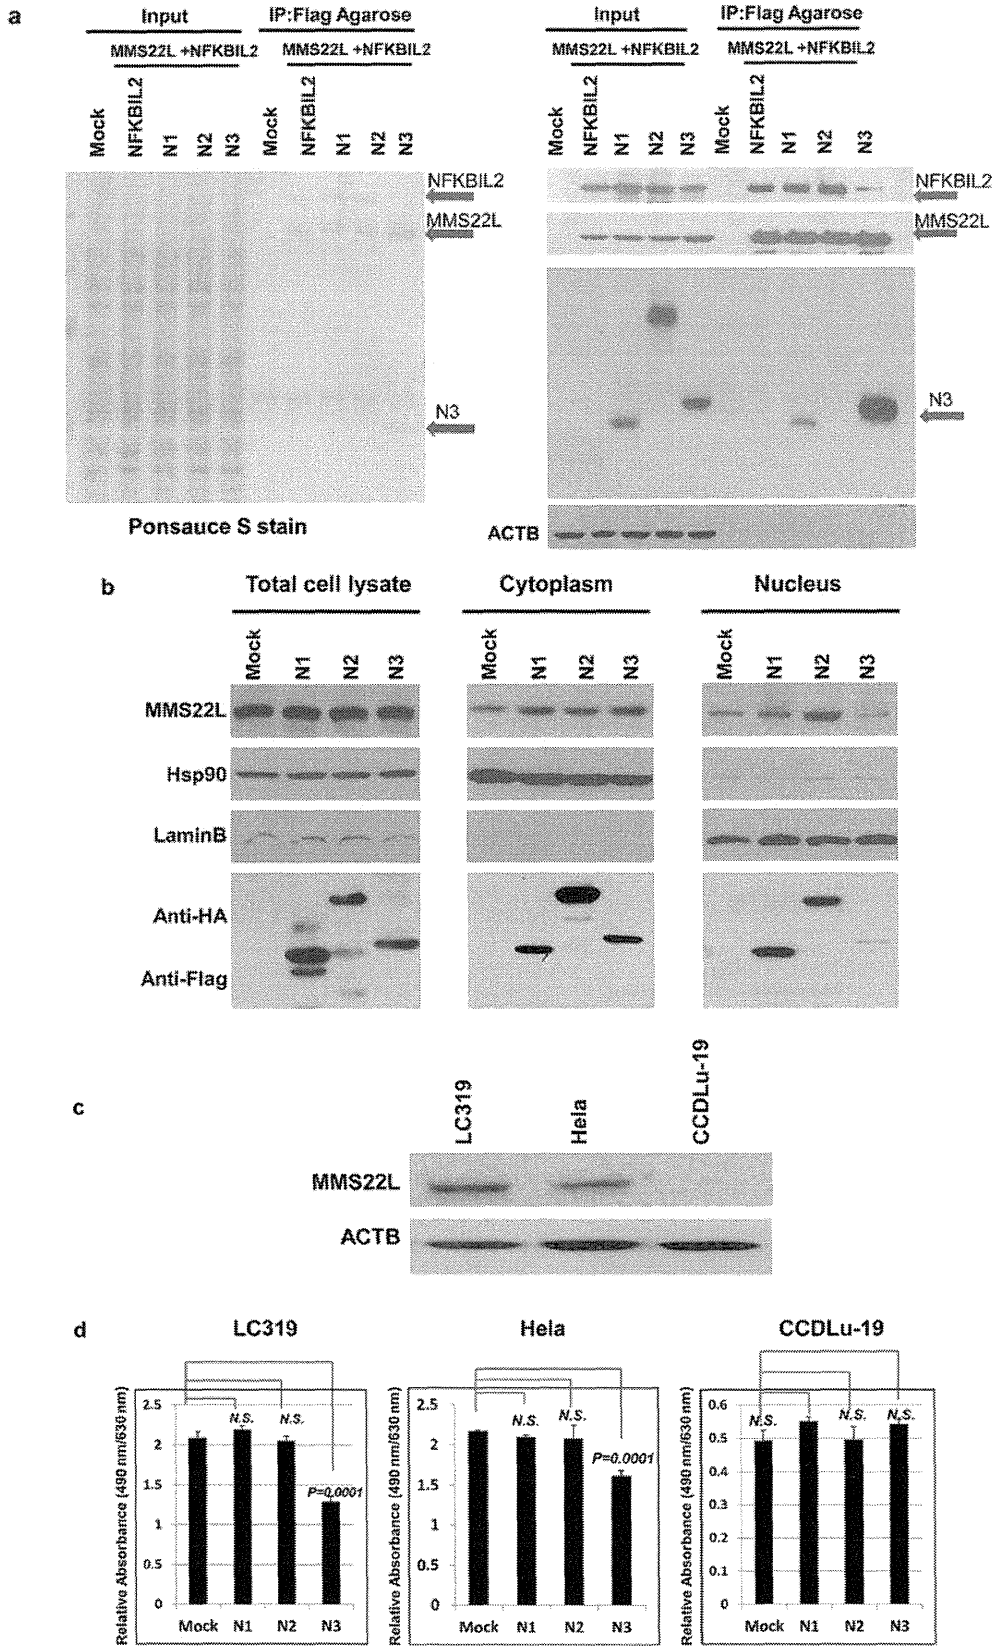 a
Input IP:Flag Agarose
MMS22L +NFKBIL2 MMS22L +NFKBIL2
Mock NFKBIL2 N1 N2 N3 Mock NFKBIL2 N1 N2 N3
NFKBIL2
MMS22L
N3
Ponsauce S stain
Input IP:Flag Agarose
MMS22L +NFKBIL2 MMS22L +NFKBIL2
Mock NFKBIL2 N1 N2 N3 Mock NFKBIL2 N1 N2 N3
NFKBIL2
MMS22L
N3
ACTB
b
Total cell lysate Cytoplasm Nucleus
Mock N1 N2 N3 Mock N1 N2 N3 Mock N1 N2 N3
MMS22L
Hsp90
LaminB
Anti-HA
Anti-Flag
c
LC319 Hela CCDLu-19
MMS22L
ACTB
d
LC319
Relative Absorbance (490 nm/630 nm)
2.5
2
1.5
1
0.5
0
N.S. N.S. P=0.0001
Mock N1 N2 N3
Hela
Relative Absorbance (490 nm/630 nm)
2.5
2
1.5
1
0.5
0
N.S. N.S. P=0.0001
Mock N1 N2 N3
CCDLu-19
Relative Absorbance (490 nm/630 nm)
0.6
0.5
0.4
0.3
0.2
0.1
0
N.S. N.S. N.S.
Mock N1 N2 N3